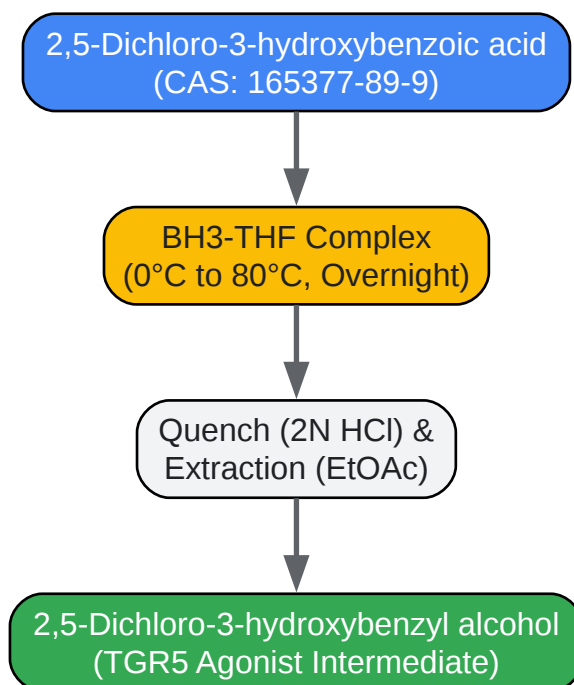 2,5-Dichloro-3-hydroxybenzoic acid
(CAS: 165377-89-9)
BH3-THF Complex
(0°C to 80°C, Overnight)
Quench (2N HCl) &
Extraction (EtOAc)
2,5-Dichloro-3-hydroxybenzyl alcohol
(TGR5 Agonist Intermediate)